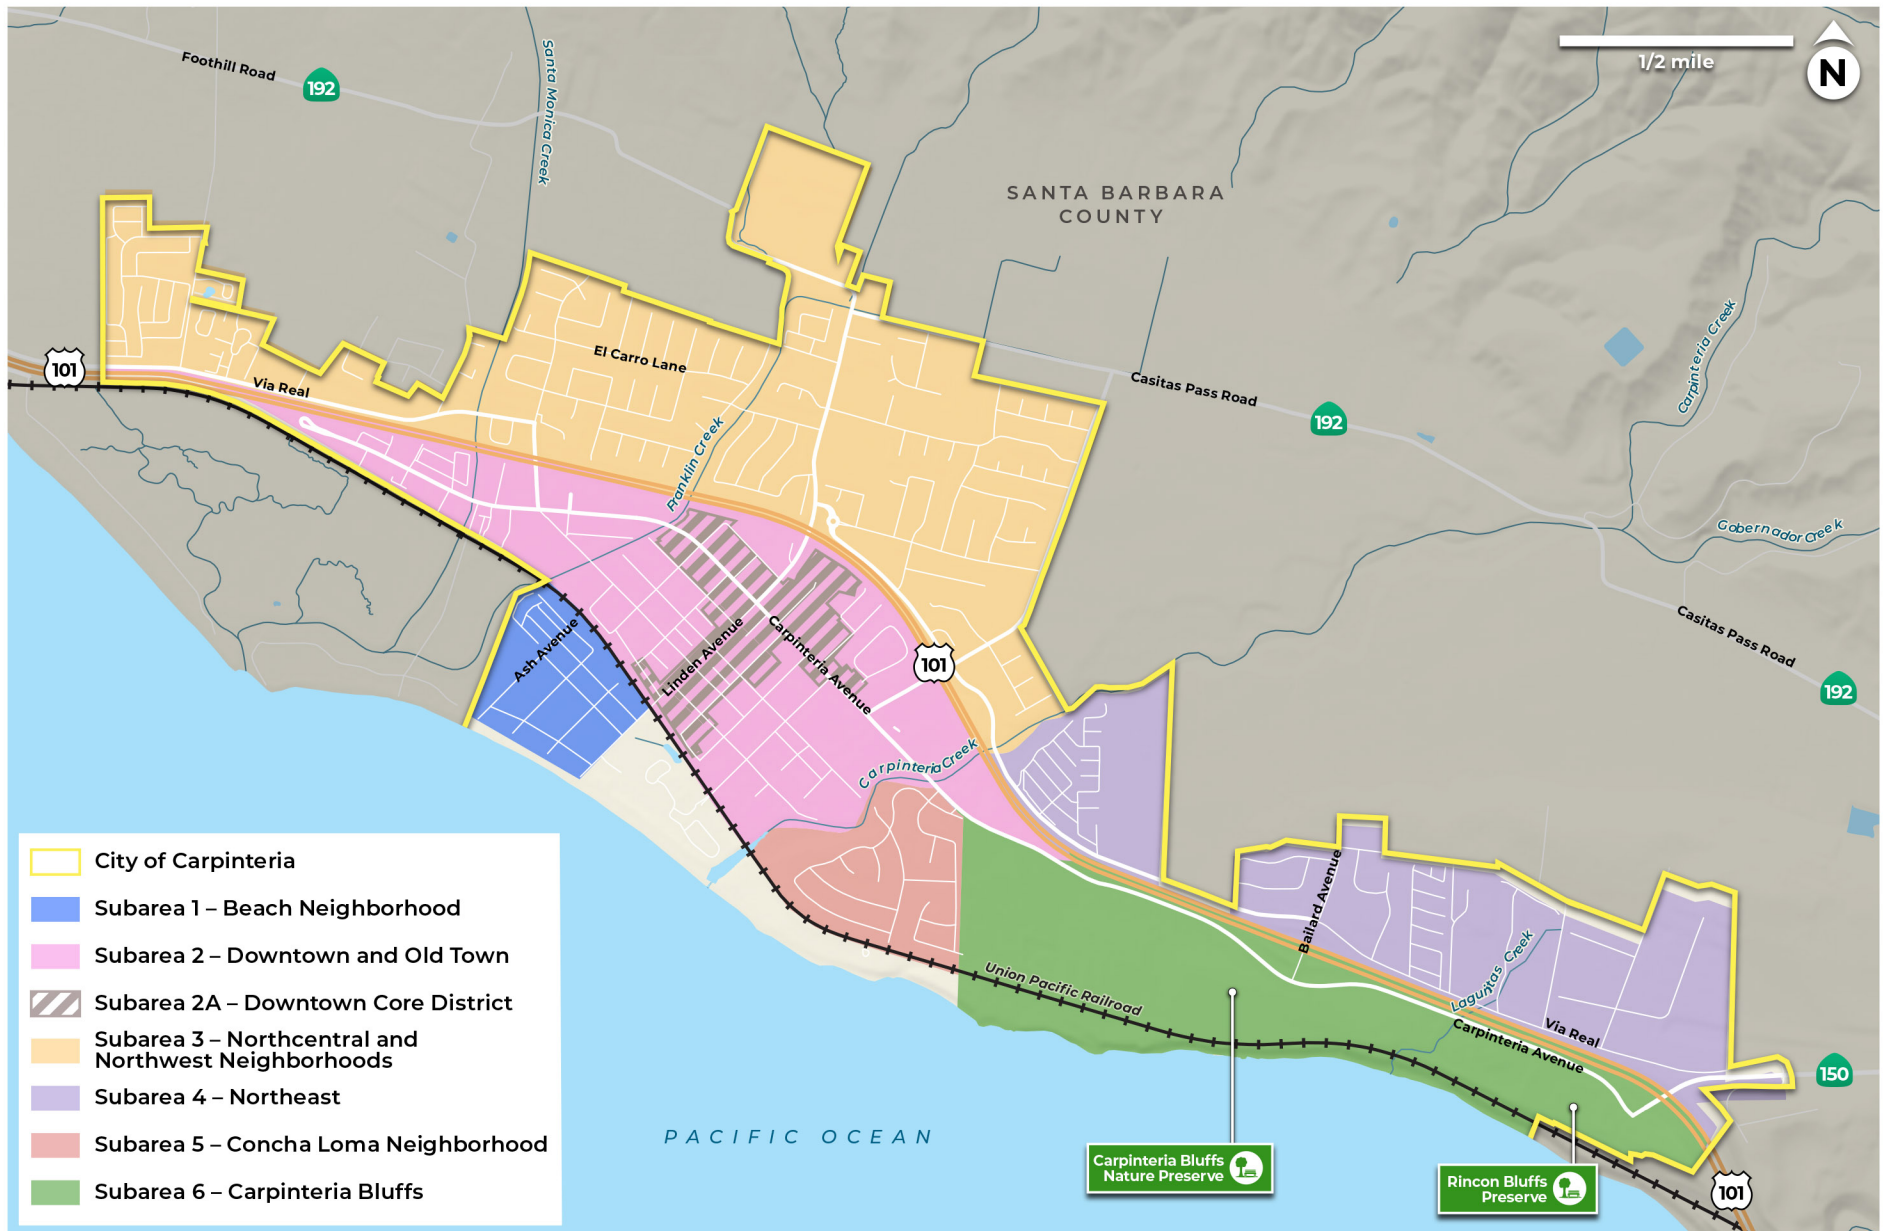 Foothill Road
192
Santa Monica Creek
1/2 mile
N
SANTA BARBARA
COUNTY
Carpinteria Creek
101
Via Real
El Carro Lane
Casitas Pass Road
192
Franklin Creek
Gobernador Creek
Ash Avenue
Linden Avenue
Carpinteria Avenue
101
Casitas Pass Road
192
Carpinteria Creek
Bailard Avenue
Lagunitas Creek
Union Pacific Railroad
Via Real
Carpinteria Avenue
150
PACIFIC OCEAN
Carpinteria Bluffs
Nature Preserve
Rincon Bluffs
Preserve
101
City of Carpinteria
Subarea 1 – Beach Neighborhood
Subarea 2 – Downtown and Old Town
Subarea 2A – Downtown Core District
Subarea 3 – Northcentral and
Northwest Neighborhoods
Subarea 4 – Northeast
Subarea 5 – Concha Loma Neighborhood
Subarea 6 – Carpinteria Bluffs